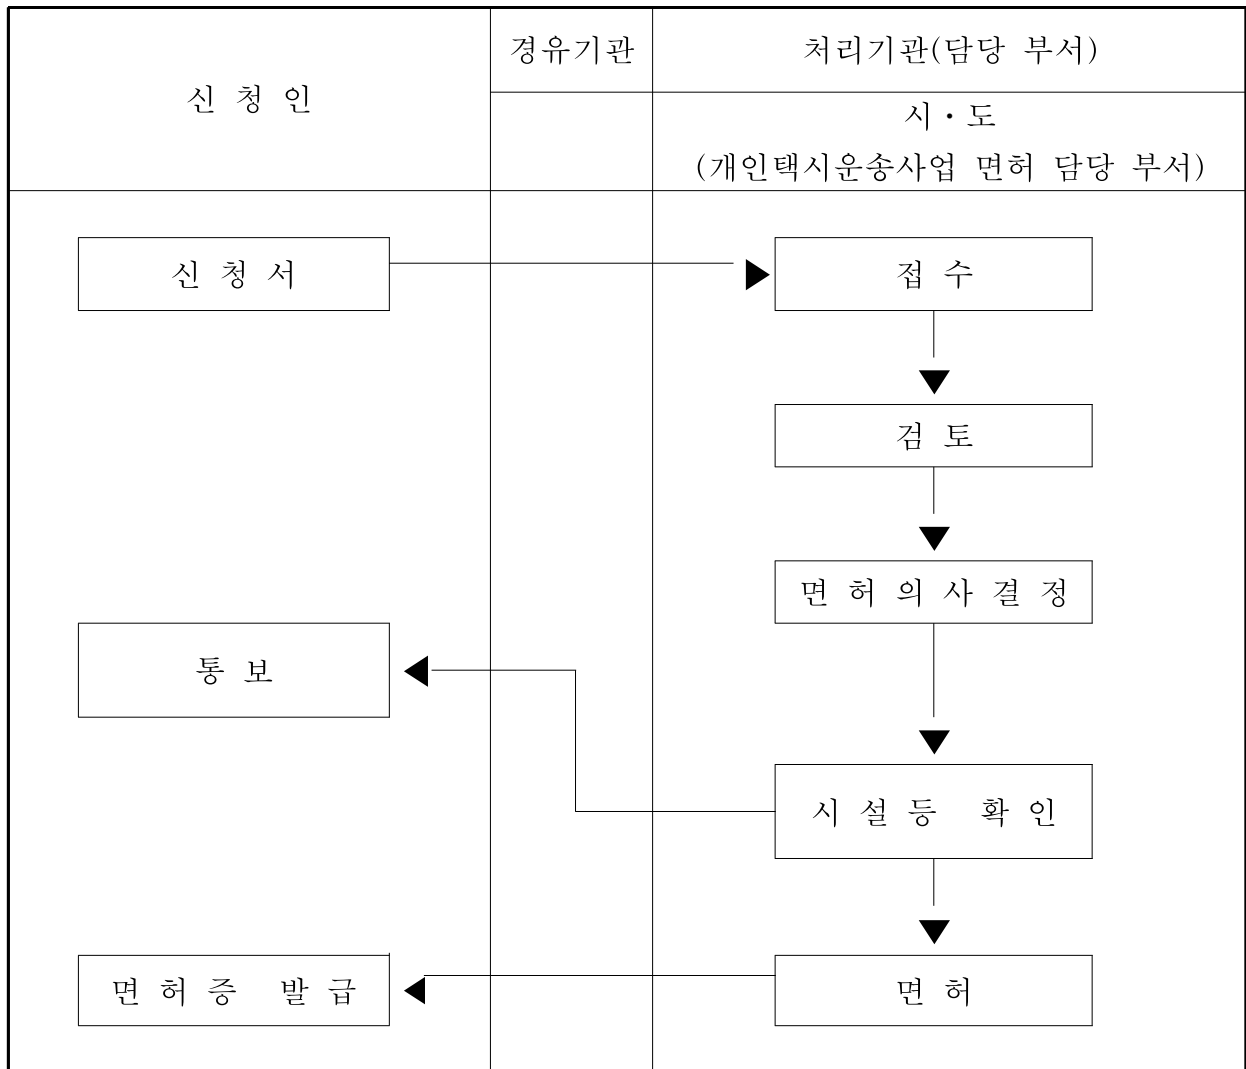 신 청 인
경유기관
처리기관(담당 부서)
시·도
(개인택시운송사업 면허 담당 부서)
신 청 서
접 수
검 토
면 허 의 사 결 정
통 보
시 설 등 확 인
면 허 증 발 급
면 허